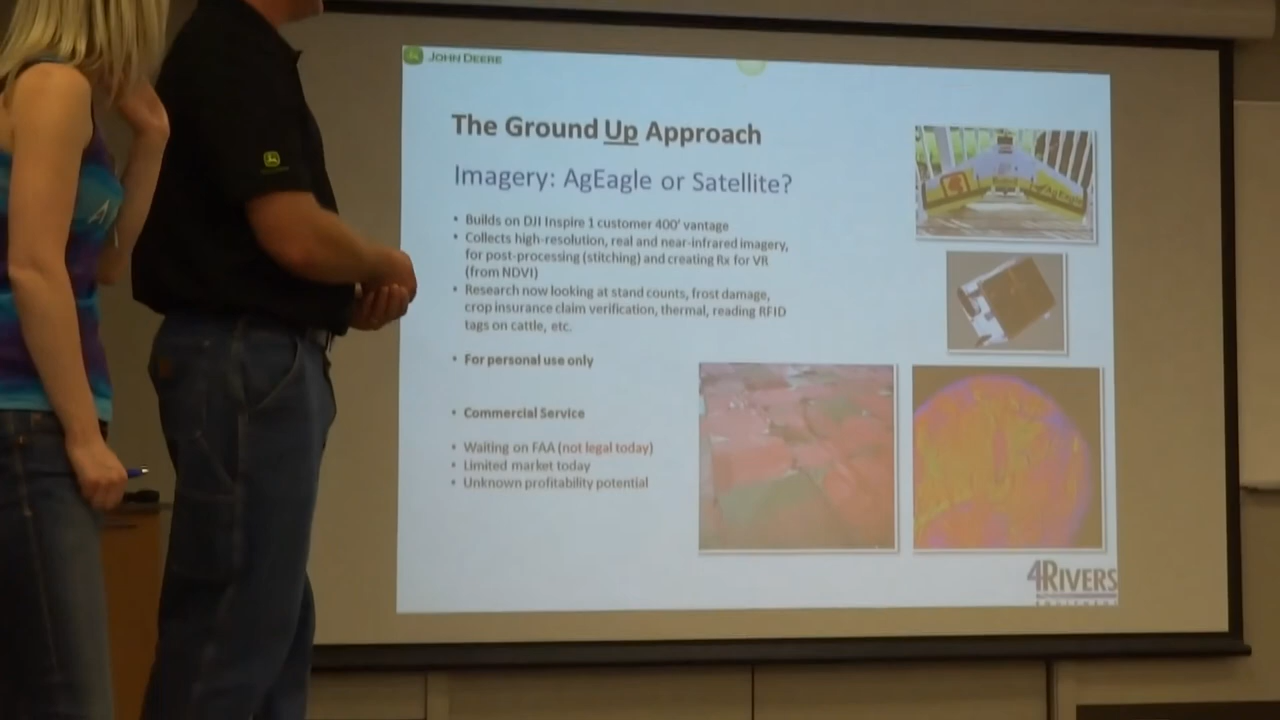 JOHN DEERE
The Ground Up Approach
Imagery: AgEagle or Satellite?
• Builds on DJI Inspire 1 customer 400' vantage
• Collects high-resolution, real and near-infrared imagery,
for post-processing (stitching) and creating Rx for VR
(from NDVI)
• Research now looking at stand counts, frost damage,
crop insurance claim verification, thermal, reading RFID
tags on cattle, etc.
• For personal use only
• Commercial Service
• Waiting on FAA (not legal today)
• Limited market today
• Unknown profitability potential
AgEagle
4RIVERS